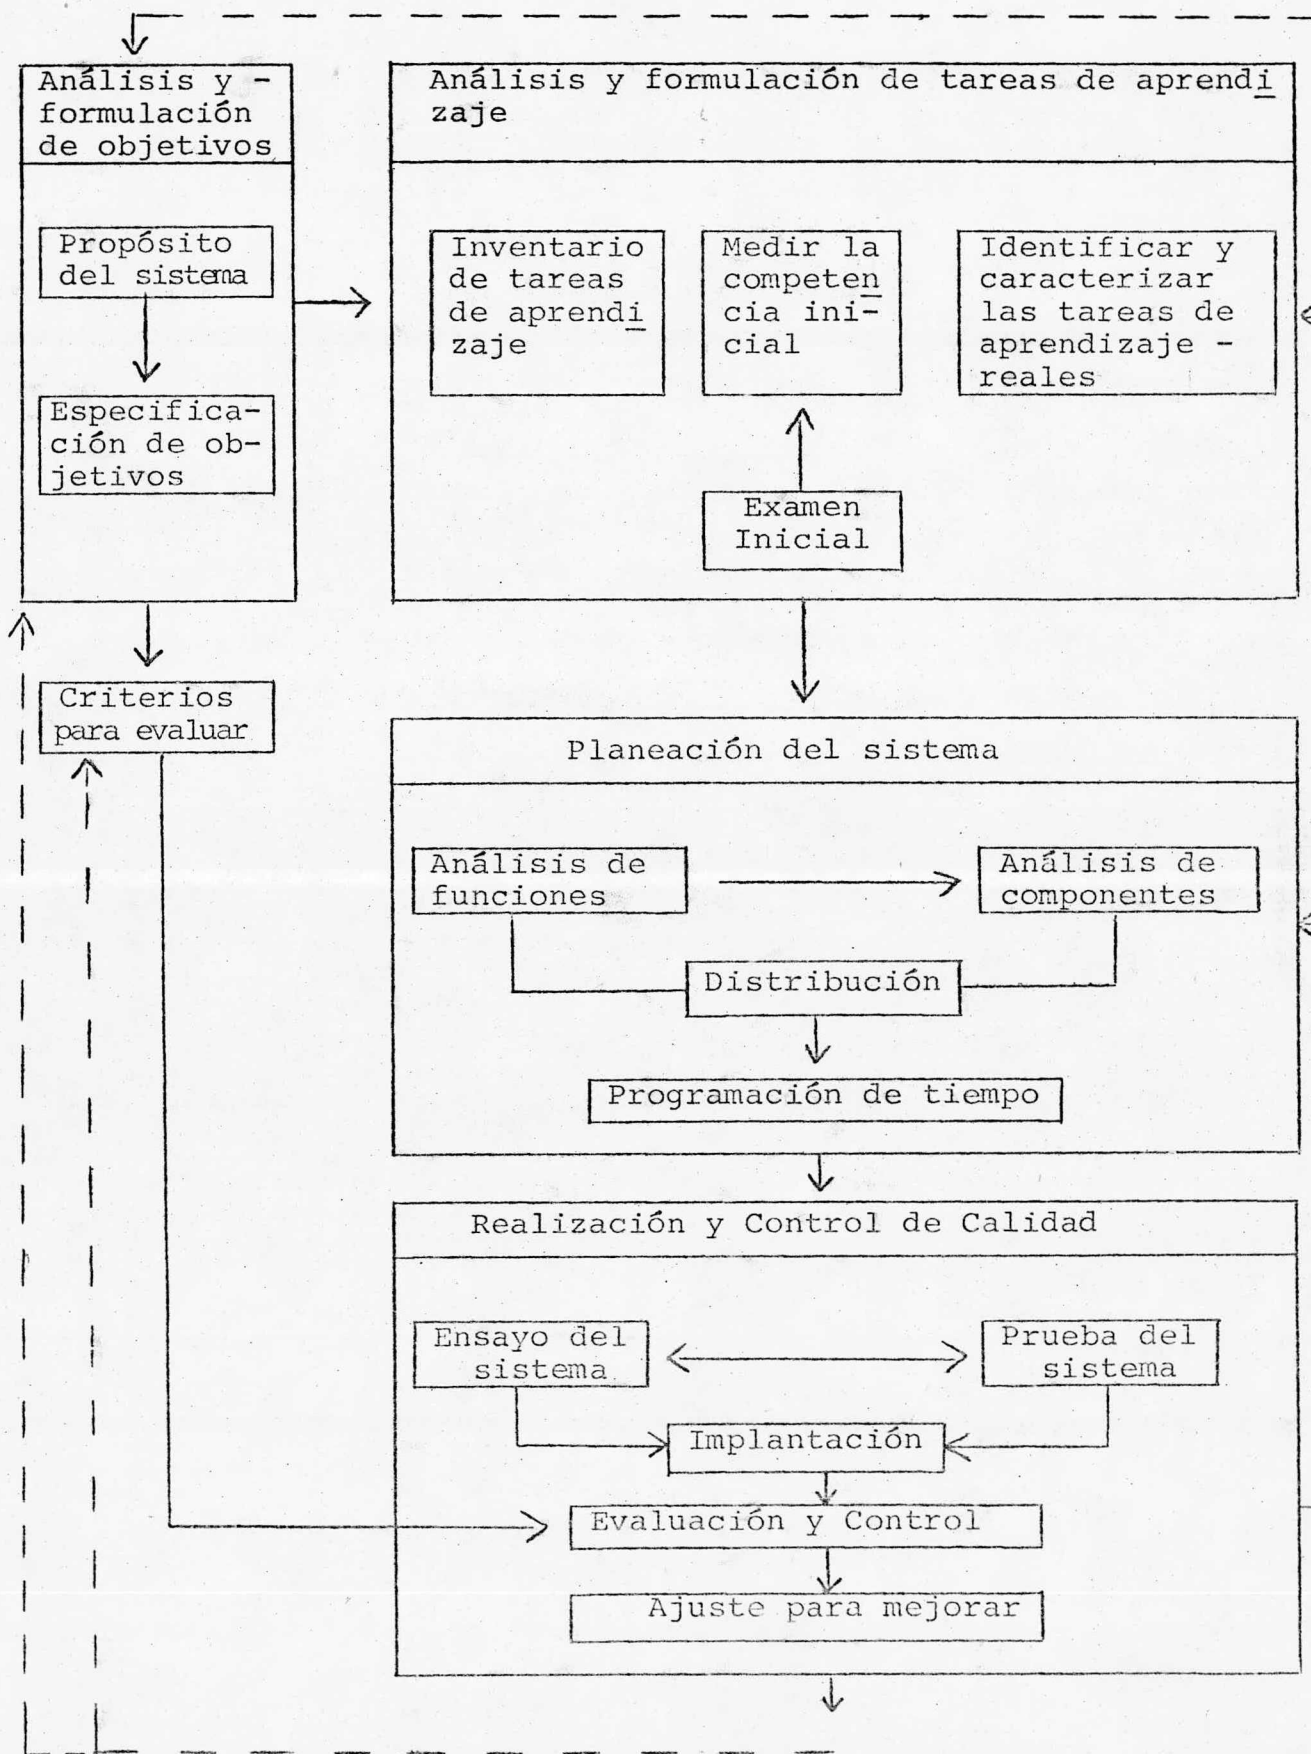 Análisis y -
formulación
de objetivos
Propósito
del sistema
Especifica-
ción de ob-
jetivos
Criterios
para evaluar
Análisis y formulación de tareas de aprendi
zaje
Inventario
de tareas
de aprendi
zaje
Medir la
competen
cia ini-
cial
Identificar y
caracterizar
las tareas de
aprendizaje -
reales
Examen
Inicial
Planeación del sistema
Análisis de
funciones
Análisis de
componentes
Distribución
Programación de tiempo
Realización y Control de Calidad
Ensayo del
sistema
Prueba del
sistema
Implantación
Evaluación y Control
Ajuste para mejorar